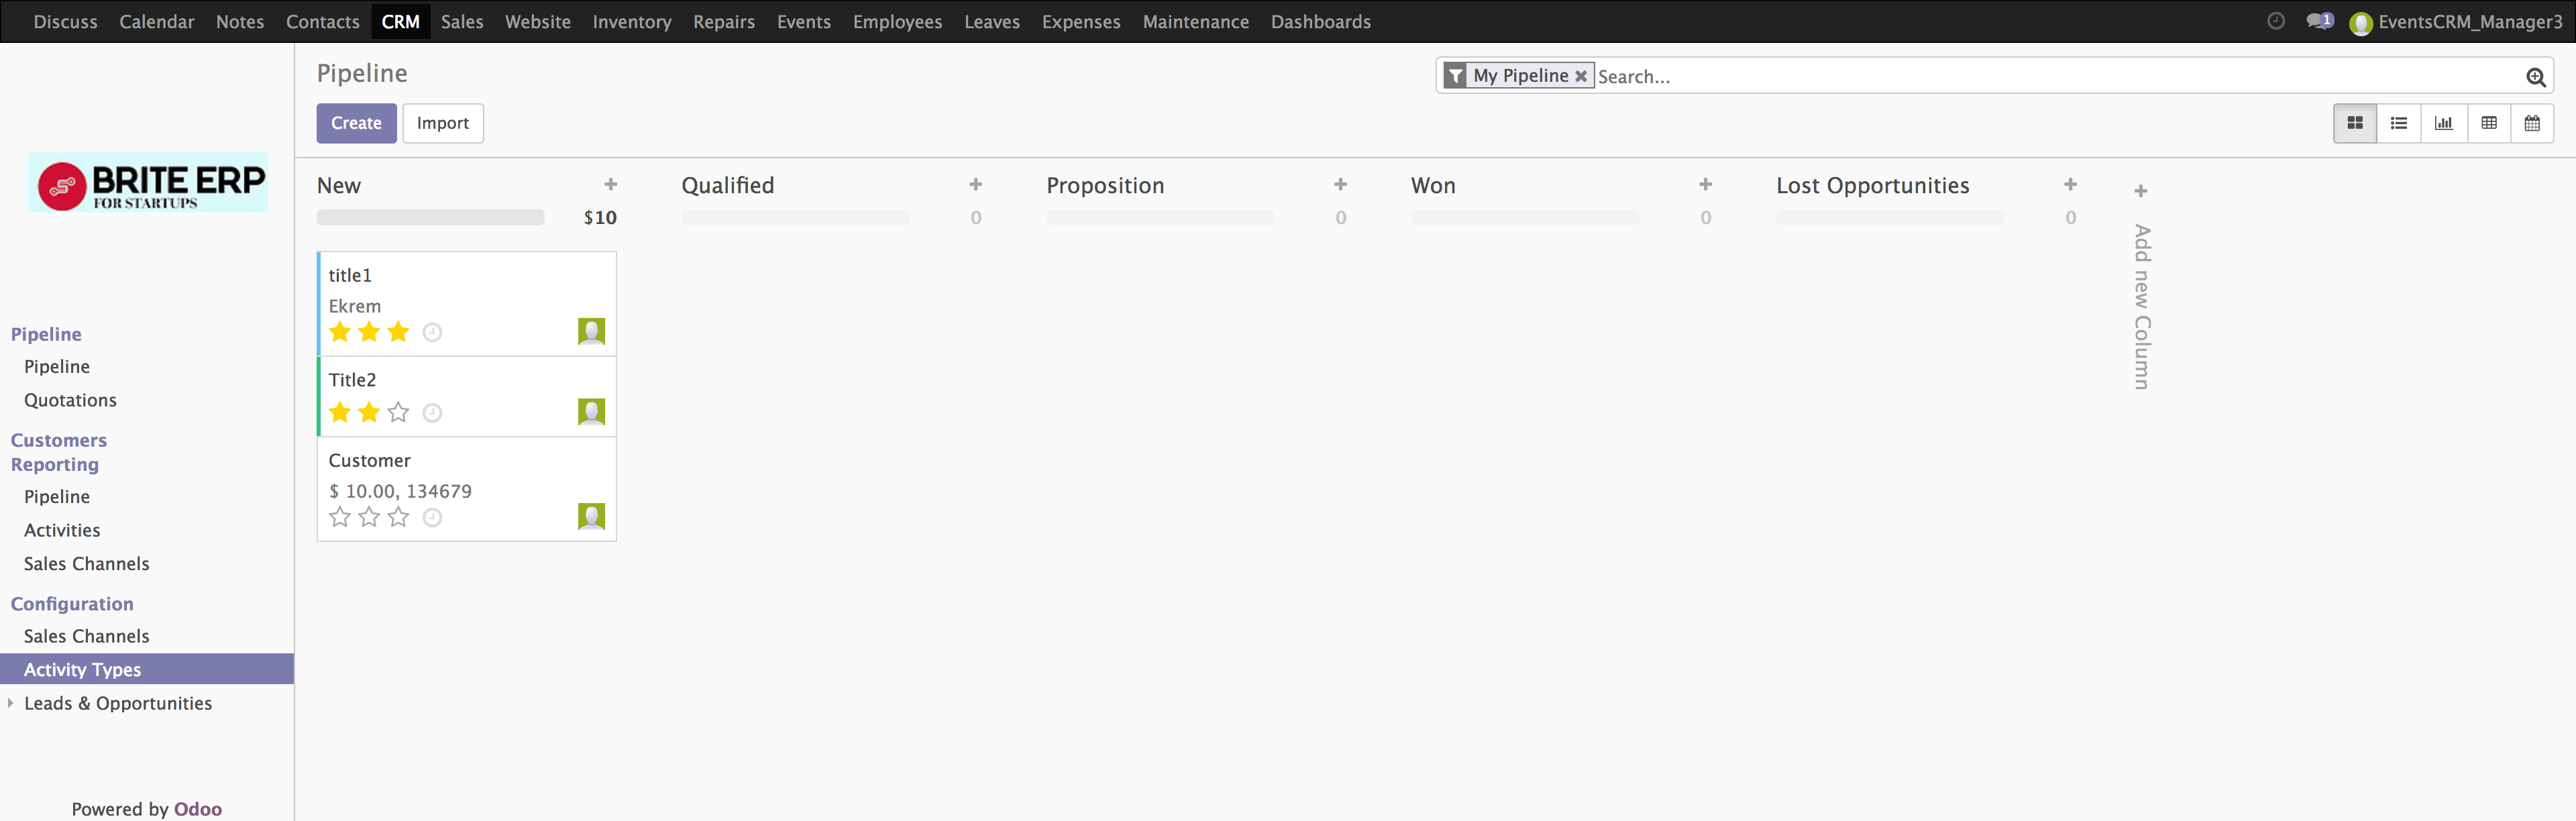 Discuss Calendar Notes Contacts CRM Sales Website Inventory Repairs Events Employees Leaves Expenses Maintenance Dashboards 1 EventsCRM_Manager3
BRITE ERP
FOR STARTUPS
Pipeline
Pipeline
Quotations
Customers
Reporting
Pipeline
Activities
Sales Channels
Configuration
Sales Channels
Activity Types
Leads & Opportunities
Powered by Odoo
Pipeline
My Pipeline Search...
Create Import
New
$10
title1
Ekrem
Title2
Customer
$ 10.00, 134679
Qualified
0
Proposition
0
Won
0
Lost Opportunities
0
Add new Column